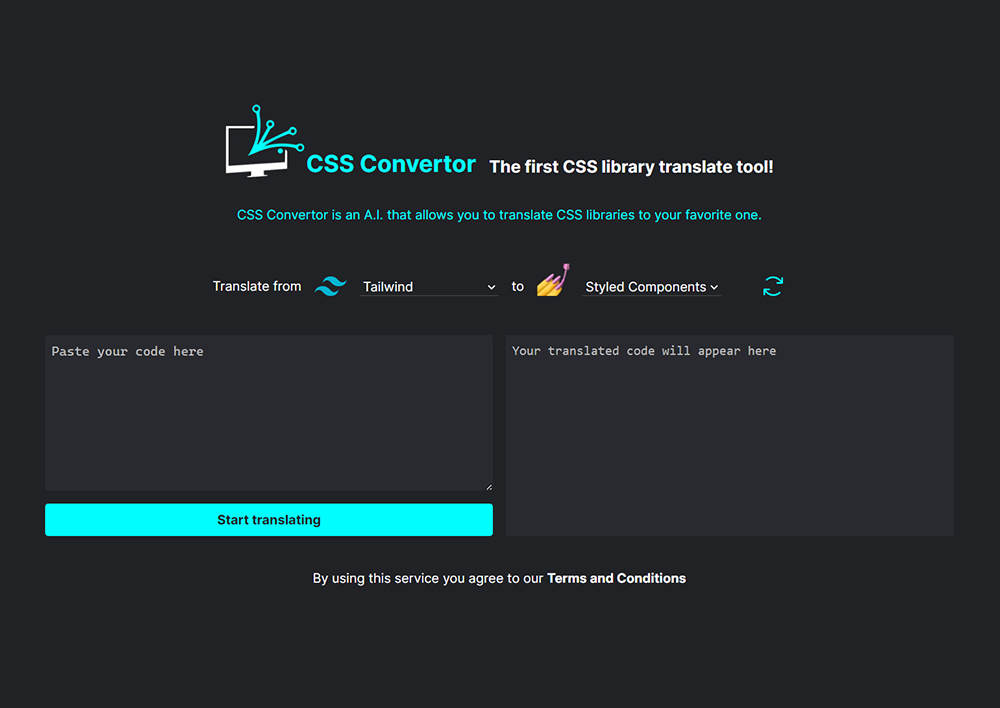 CSS Convertor The first CSS library translate tool!
CSS Convertor is an A.I. that allows you to translate CSS libraries to your favorite one.
Translate from Tailwind to Styled Components
Paste your code here
Your translated code will appear here
Start translating
By using this service you agree to our Terms and Conditions